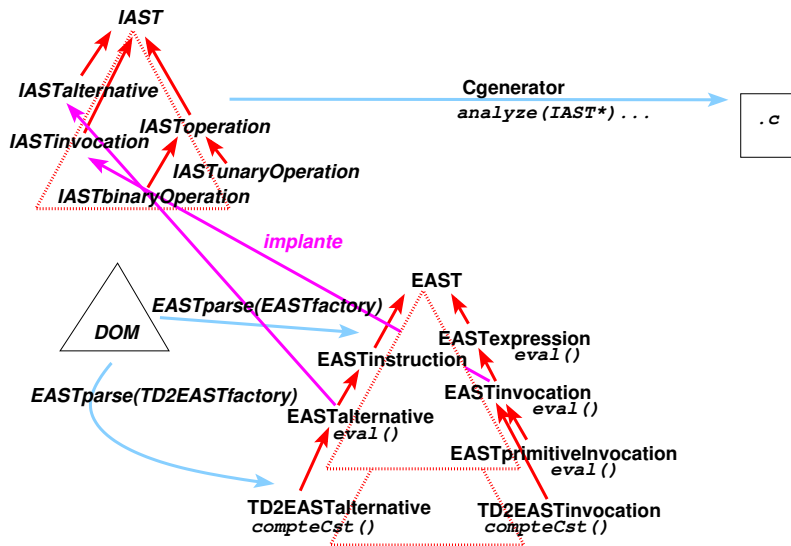 IAST
IASTalternative
Cgenerator
analyze(IAST*)...
.c
IASToperation
IASTinvocation
IASTunaryOperation
IASTbinaryOperation
implante
EAST
EASTparse(EASTfactory)
DOM
EASTexpression
eval()
EASTinstruction
EASTparse(TD2EASTfactory)
EASTinvocation
eval()
EASTalternative
eval()
EASTprimitiveInvocation
eval()
TD2EASTalternative
compteCst()
TD2EASTinvocation
compteCst()